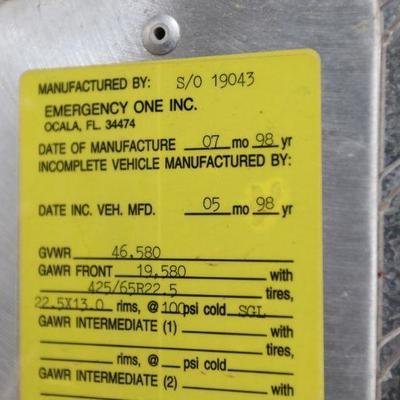 MANUFACTURED BY: S/O 19043
EMERGENCY ONE INC.
OCALA, FL. 34474
DATE OF MANUFACTURE 07 mo 98 yr
INCOMPLETE VEHICLE MANUFACTURED BY:
DATE INC. VEH. MFD. 05 mo 98 yr
GVWR 46,580
GAWR FRONT 19,580 with
425/65R22.5 tires,
22.5X13.0 rims, @ 100 psi cold SGL
GAWR INTERMEDIATE (1) with
tires,
rims, @ psi cold
GAWR INTERMEDIATE (2) with